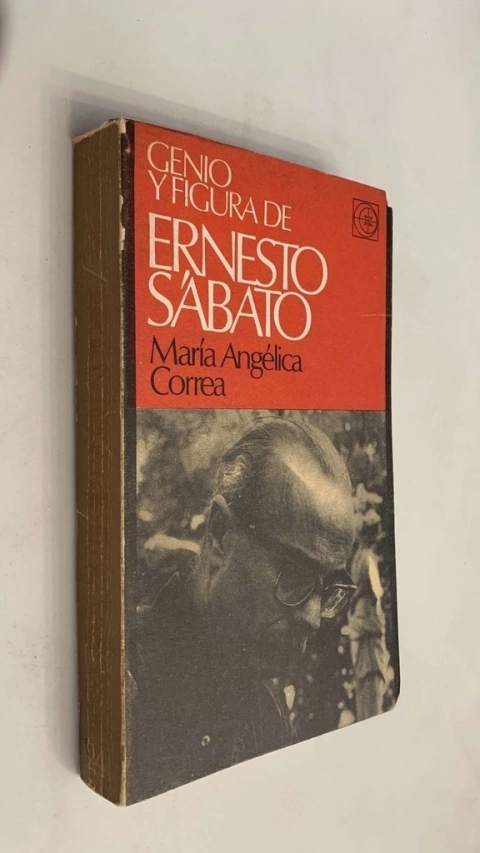 GENIO
Y FIGURA DE
ERNESTO
SÁBATO
María Angélica
Correa